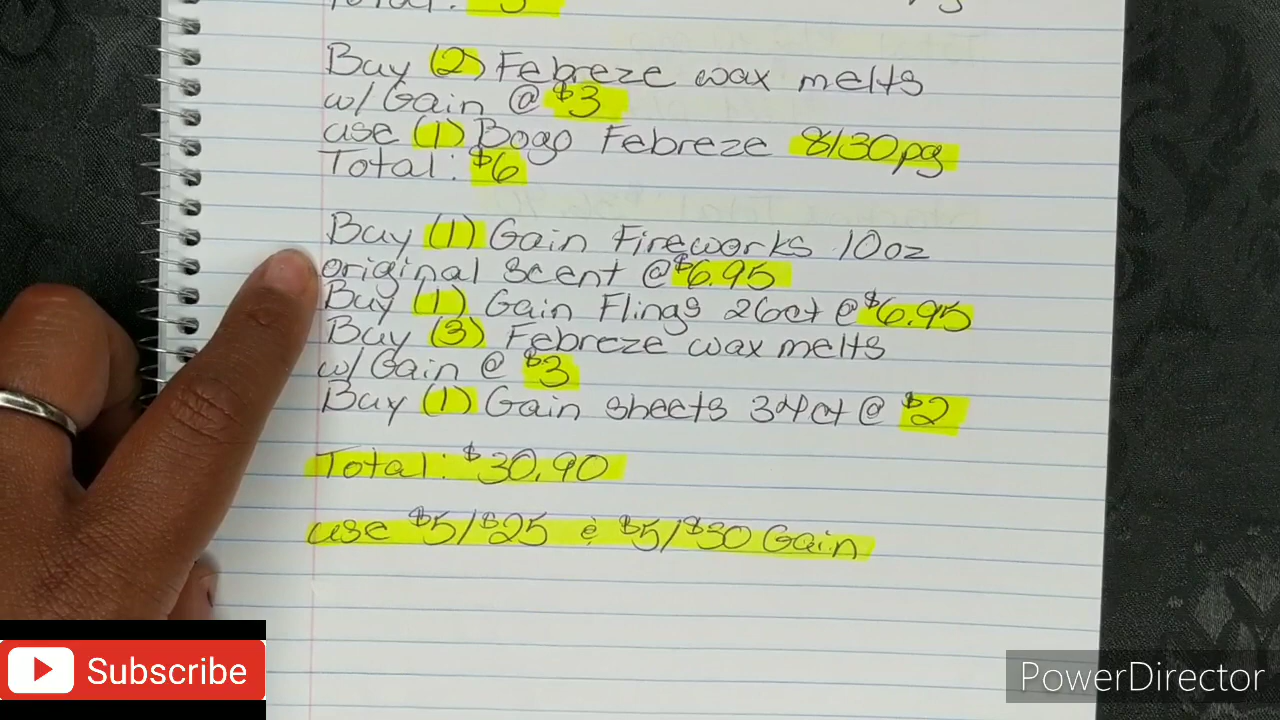 Total: $
Buy (2) Febreze wax melts
w/ Gain @ $3
use (1) Bogo Febreze 8/30pg
Total: $6
Buy (1) Gain Fireworks 10oz
original scent @ $6.95
Buy (1) Gain Flings 26ct @ $6.95
Buy (3) Febreze wax melts
w/ Gain @ $3
Buy (1) Gain sheets 34ct @ $2
Total: $30.90
use $5/$25 & $5/$30 Gain
Subscribe
PowerDirector